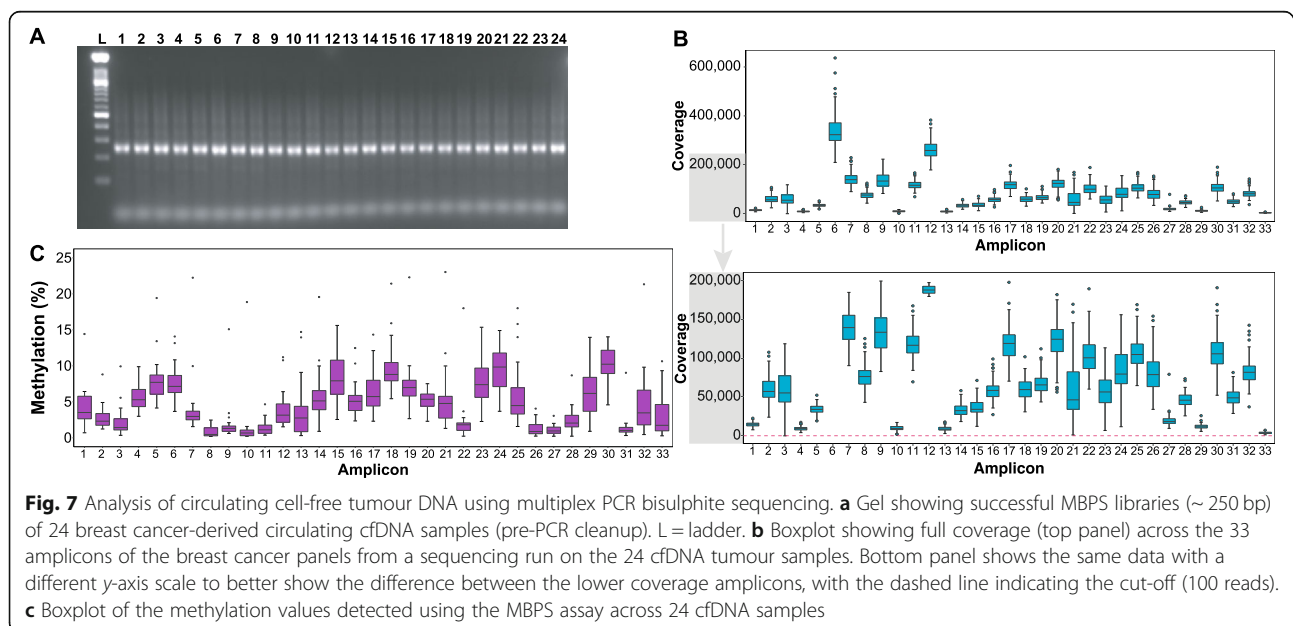 A
L 1 2 3 4 5 6 7 8 9 10 11 12 13 14 15 16 17 18 19 20 21 22 23 24
B
600,000
400,000
200,000
0
Coverage
1 2 3 4 5 6 7 8 9 10 11 12 13 14 15 16 17 18 19 20 21 22 23 24 25 26 27 28 29 30 31 32 33
Amplicon
200,000
150,000
100,000
50,000
0
Coverage
1 2 3 4 5 6 7 8 9 10 11 12 13 14 15 16 17 18 19 20 21 22 23 24 25 26 27 28 29 30 31 32 33
Amplicon
C
25
20
15
10
5
0
Methylation (%)
1 2 3 4 5 6 7 8 9 10 11 12 13 14 15 16 17 18 19 20 21 22 23 24 25 26 27 28 29 30 31 32 33
Amplicon
Fig. 7 Analysis of circulating cell-free tumour DNA using multiplex PCR bisulphite sequencing. a Gel showing successful MBPS libraries (~ 250 bp)
of 24 breast cancer-derived circulating cfDNA samples (pre-PCR cleanup). L = ladder. b Boxplot showing full coverage (top panel) across the 33
amplicons of the breast cancer panels from a sequencing run on the 24 cfDNA tumour samples. Bottom panel shows the same data with a
different y-axis scale to better show the difference between the lower coverage amplicons, with the dashed line indicating the cut-off (100 reads).
c Boxplot of the methylation values detected using the MBPS assay across 24 cfDNA samples